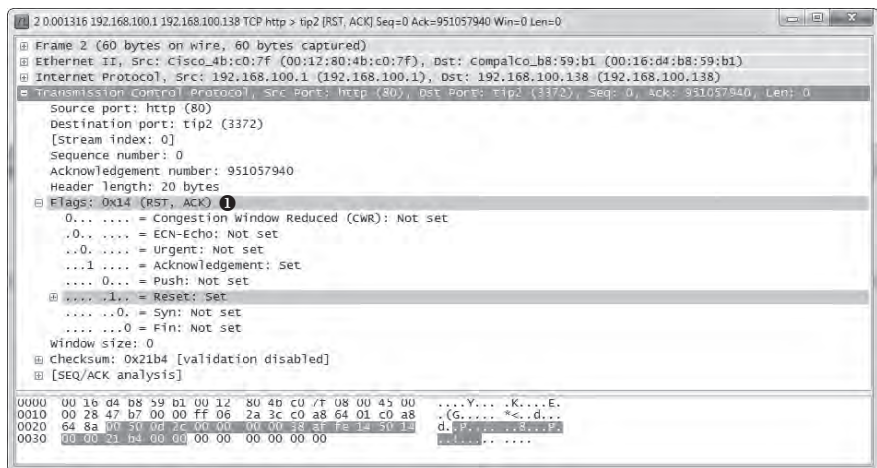 2 0.001316 192.168.100.1 192.168.100.138 TCP http > tip2 [RST, ACK] Seq=0 Ack=951057940 Win=0 Len=0
Frame 2 (60 bytes on wire, 60 bytes captured)
Ethernet II, Src: Cisco_4b:c0:7f (00:12:80:4b:c0:7f), Dst: CompalCo_b8:59:b1 (00:16:d4:b8:59:b1)
Internet Protocol, Src: 192.168.100.1 (192.168.100.1), Dst: 192.168.100.138 (192.168.100.138)
Transmission Control Protocol, Src Port: http (80), Dst Port: tip2 (3372), Seq: 0, Ack: 951057940, Len: 0
Source port: http (80)
Destination port: tip2 (3372)
[Stream index: 0]
Sequence number: 0
Acknowledgement number: 951057940
Header length: 20 bytes
Flags: 0x14 (RST, ACK) ❶
0... .... = Congestion Window Reduced (CWR): Not set
.0.. .... = ECN-Echo: Not set
..0. .... = Urgent: Not set
...1 .... = Acknowledgement: Set
.... 0... = Push: Not set
.... .1.. = Reset: Set
.... ..0. = Syn: Not set
.... ...0 = Fin: Not set
Window size: 0
Checksum: 0x21b4 [validation disabled]
[SEQ/ACK analysis]
0000 00 16 d4 b8 59 b1 00 12 80 4b c0 7f 08 00 45 00 ....Y... .K....E.
0010 00 28 47 b7 00 00 ff 06 2a 3c c0 a8 64 01 c0 a8 .(G..... *<..d...
0020 64 8a 00 50 0d 2c 00 00 00 00 38 af fe 14 50 14 d..P.,.. ..8...P.
0030 00 00 21 b4 00 00 00 00 00 00 00 00 ..!..... ....